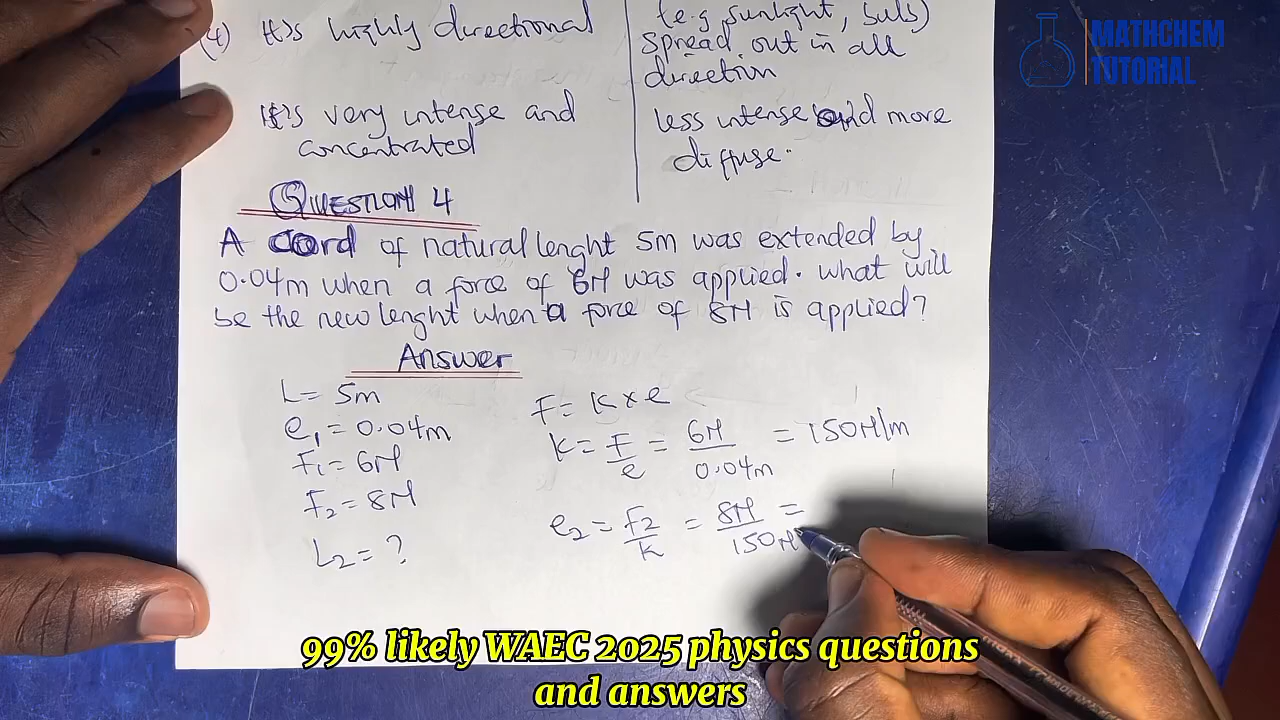 MATHCHEM
TUTORIAL
(4) It's highly directional
(e.g sunlight, bulb)
spread out in all
direction
It's very intense and
concentrated
less intense and more
diffuse.
QUESTION 4
A cord of natural lenght 5m was extended by
0.04m when a force of 6N was applied. what will
be the new lenght when a force of 8N is applied?
Answer
L = 5m
e₁ = 0.04m
F₁ = 6N
F₂ = 8N
L₂ = ?
F = K x e
K = F/e = 6N/0.04m = 150N/m
e₂ = F₂/K = 8N/150N =
99% likely WAEC 2025 physics questions
and answers